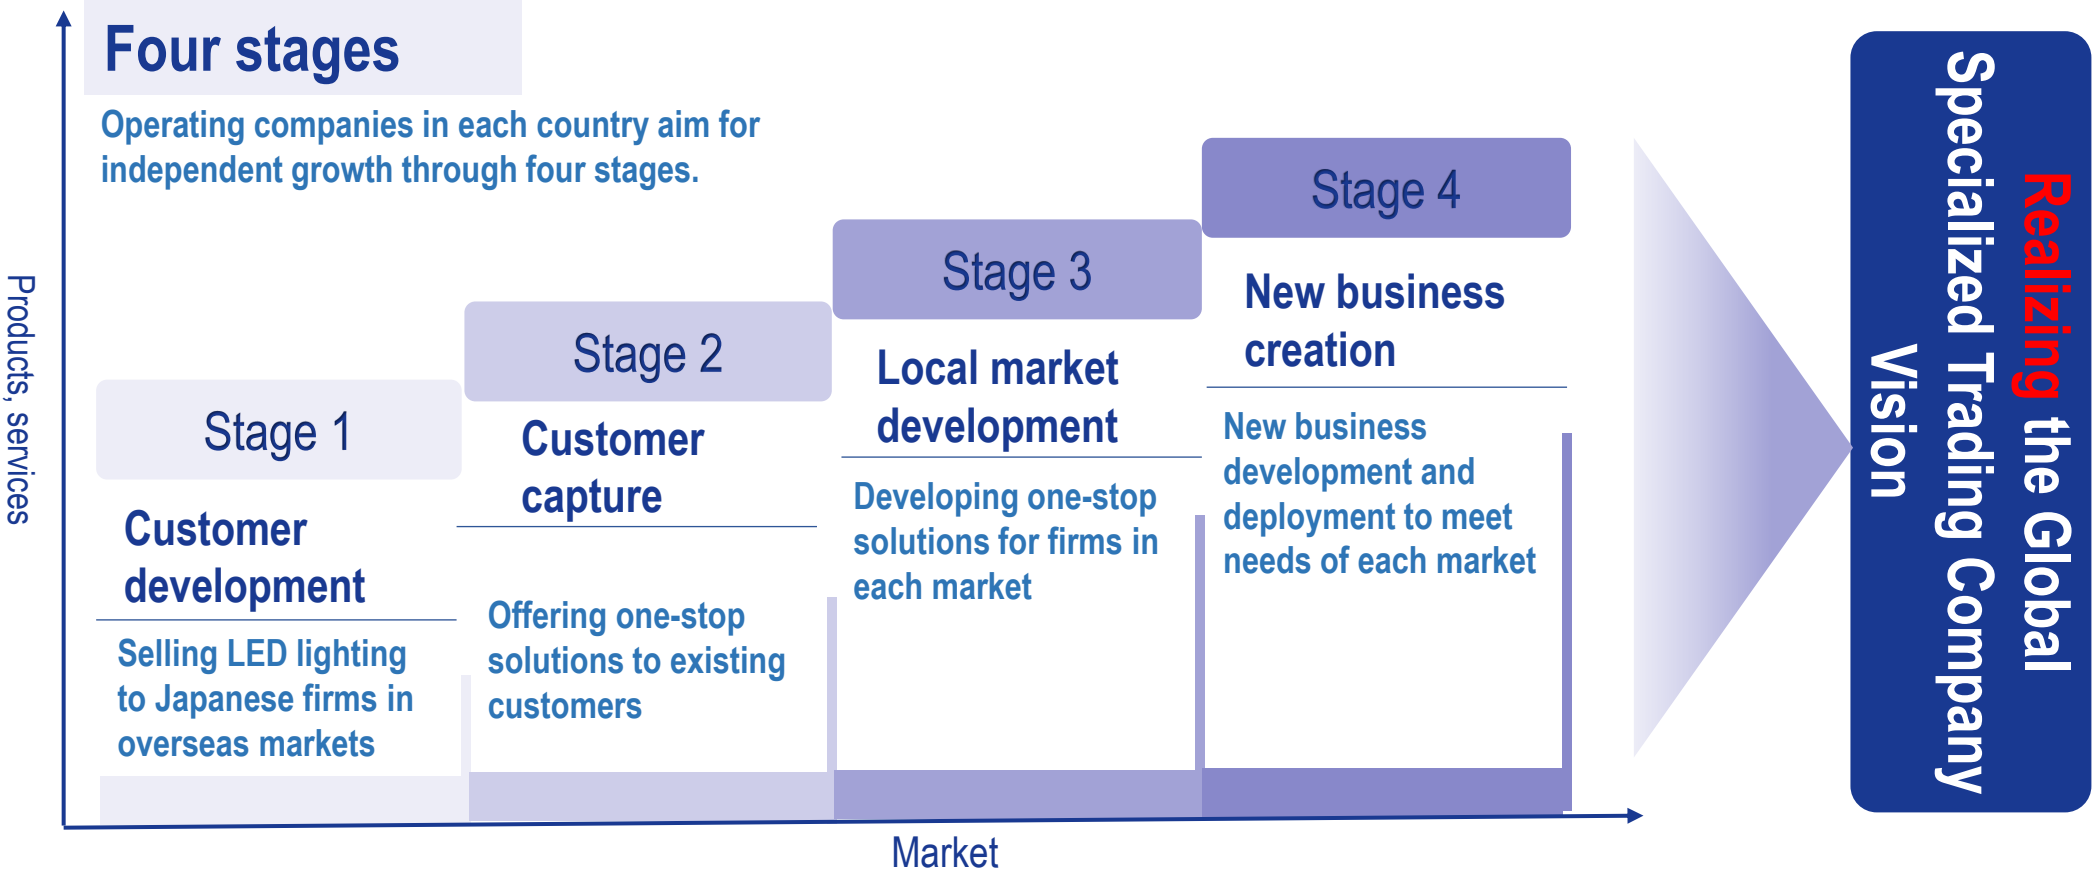 Four stages
Operating companies in each country aim for
independent growth through four stages.
Products, services
Stage 1
Customer
development
Selling LED lighting
to Japanese firms in
overseas markets
Stage 2
Customer
capture
Offering one-stop
solutions to existing
customers
Stage 3
Local market
development
Developing one-stop
solutions for firms in
each market
Stage 4
New business
creation
New business
development and
deployment to meet
needs of each market
Market
Realizing the Global
Specialized Trading Company
Vision